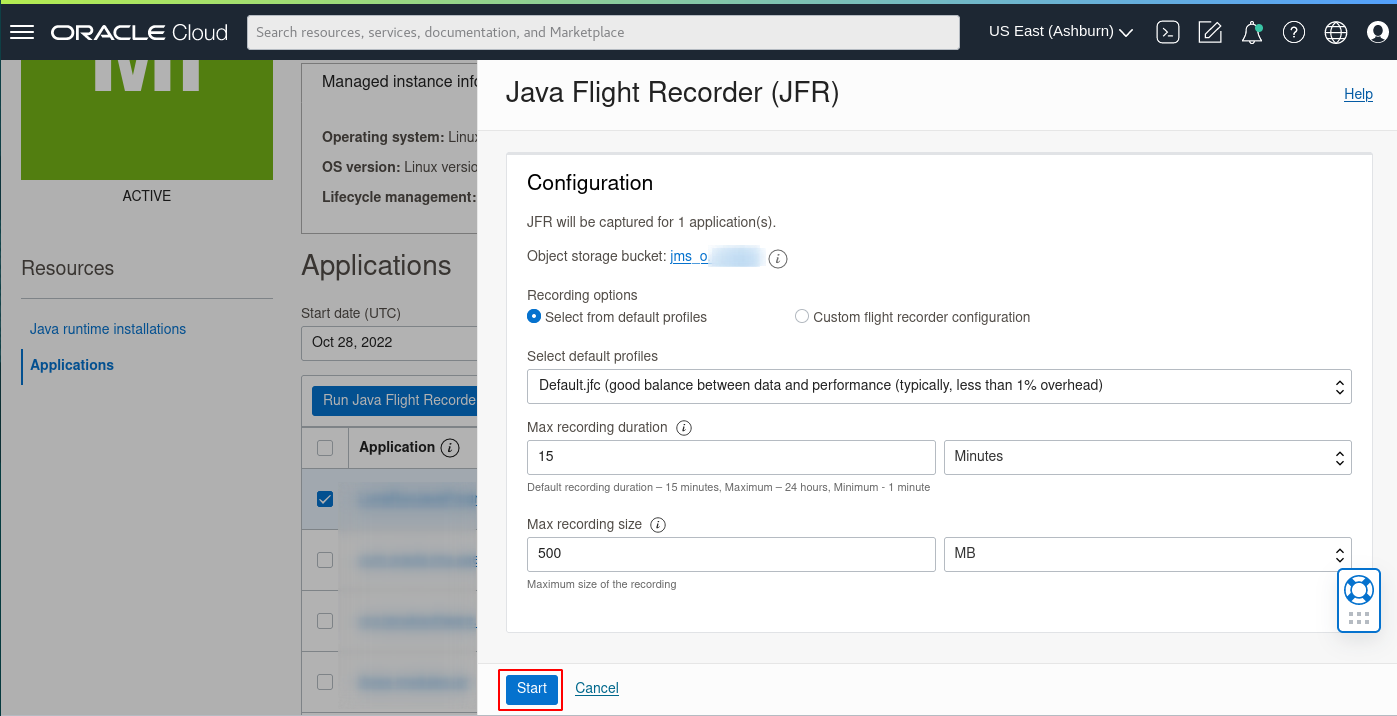 ORACLE Cloud
Search resources, services, documentation, and Marketplace
US East (Ashburn)
ACTIVE
Resources
Java runtime installations
Applications
Managed instance info
Operating system: Linux
OS version: Linux versio
Lifecycle management:
Applications
Start date (UTC)
Oct 28, 2022
Run Java Flight Recorde
Application
Java Flight Recorder (JFR)
Help
Configuration
JFR will be captured for 1 application(s).
Object storage bucket: jms_o
Recording options
Select from default profiles
Custom flight recorder configuration
Select default profiles
Default.jfc (good balance between data and performance (typically, less than 1% overhead)
Max recording duration
15
Minutes
Default recording duration – 15 minutes, Maximum – 24 hours, Minimum - 1 minute
Max recording size
500
MB
Maximum size of the recording
Start
Cancel